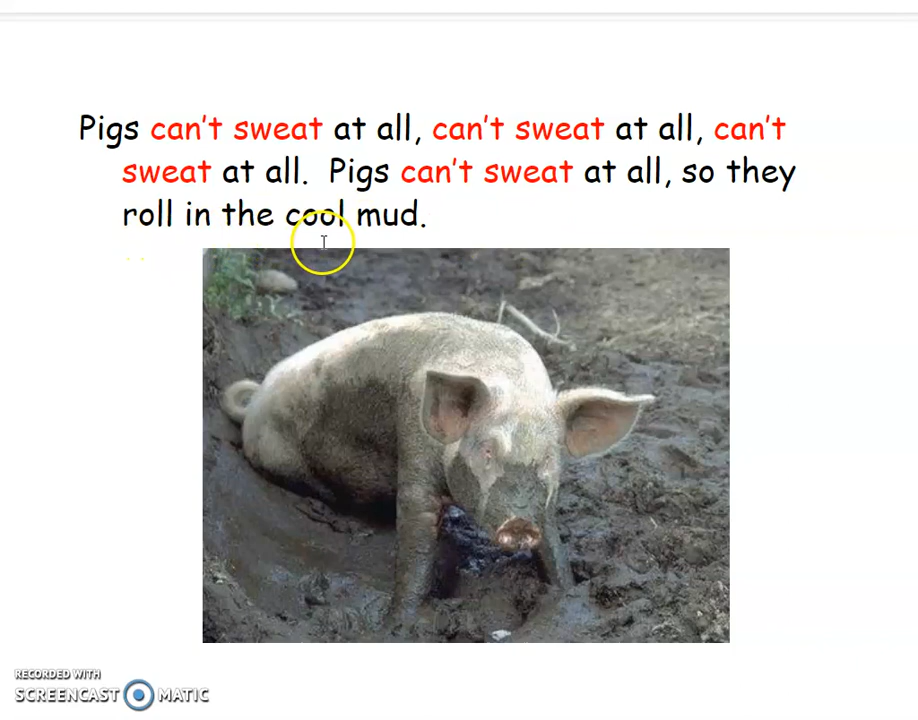 Pigs can't sweat at all, can't sweat at all, can't
sweat at all.  Pigs can't sweat at all, so they
roll in the cool mud.
RECORDED WITH
SCREENCAST MATIC